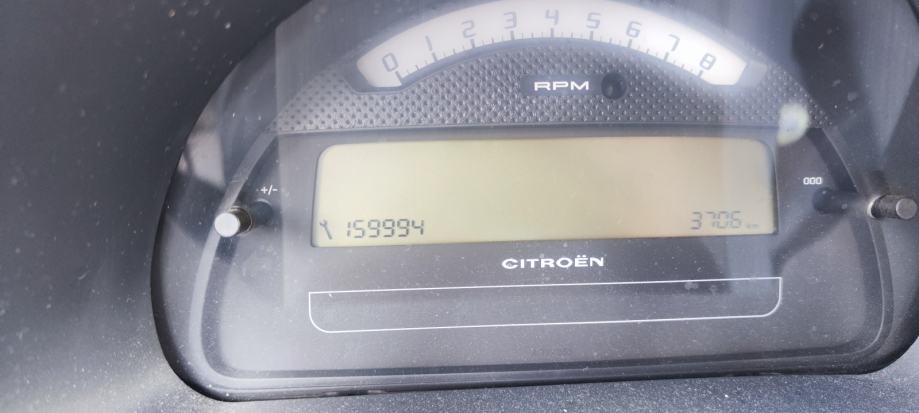 0 1 2 3 4 5 6 7 8
RPM
+/-
000
159994 3706 km
CITROËN